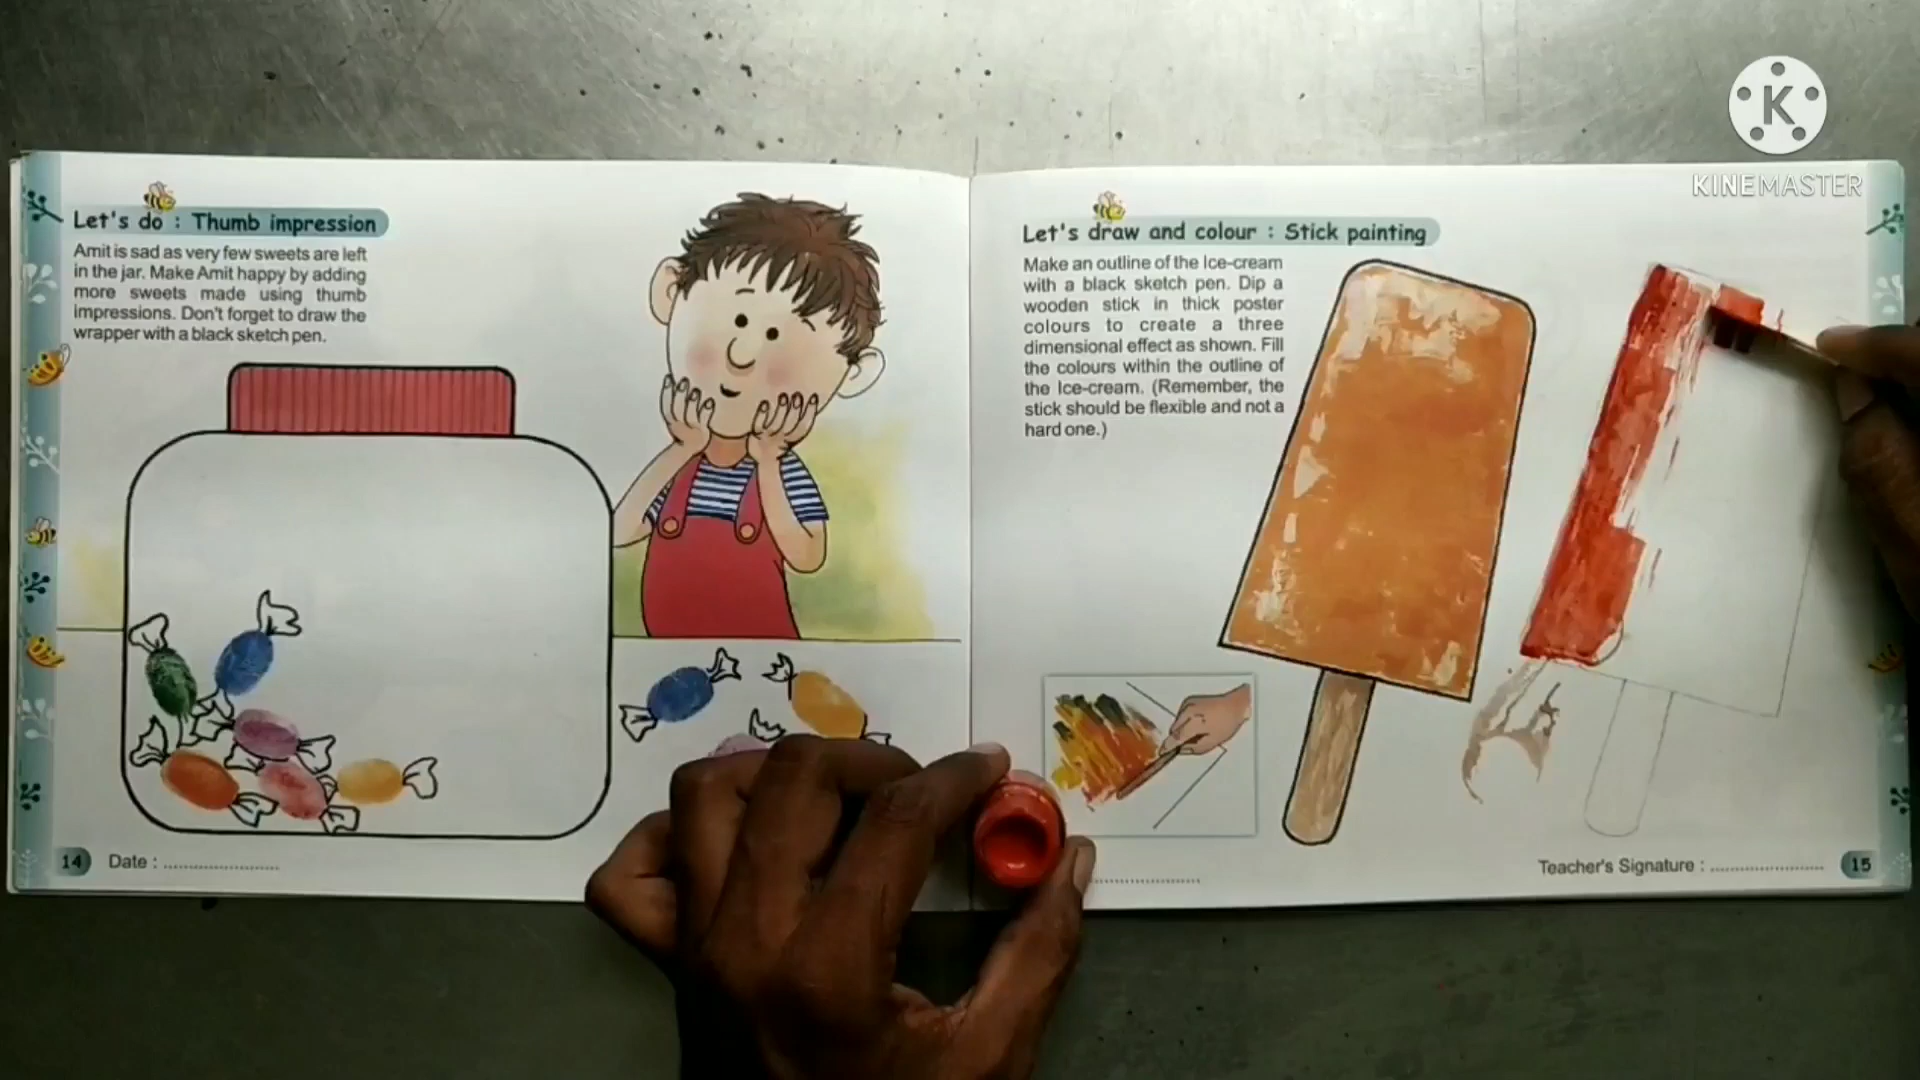 K
KINEMASTER
Let's do : Thumb impression
Amit is sad as very few sweets are left
in the jar. Make Amit happy by adding
more sweets made using thumb
impressions. Don't forget to draw the
wrapper with a black sketch pen.
14 Date : ........................
Let's draw and colour : Stick painting
Make an outline of the Ice-cream
with a black sketch pen. Dip a
wooden stick in thick poster
colours to create a three
dimensional effect as shown. Fill
the colours within the outline of
the Ice-cream. (Remember, the
stick should be flexible and not a
hard one.)
Teacher's Signature : ........................ 15